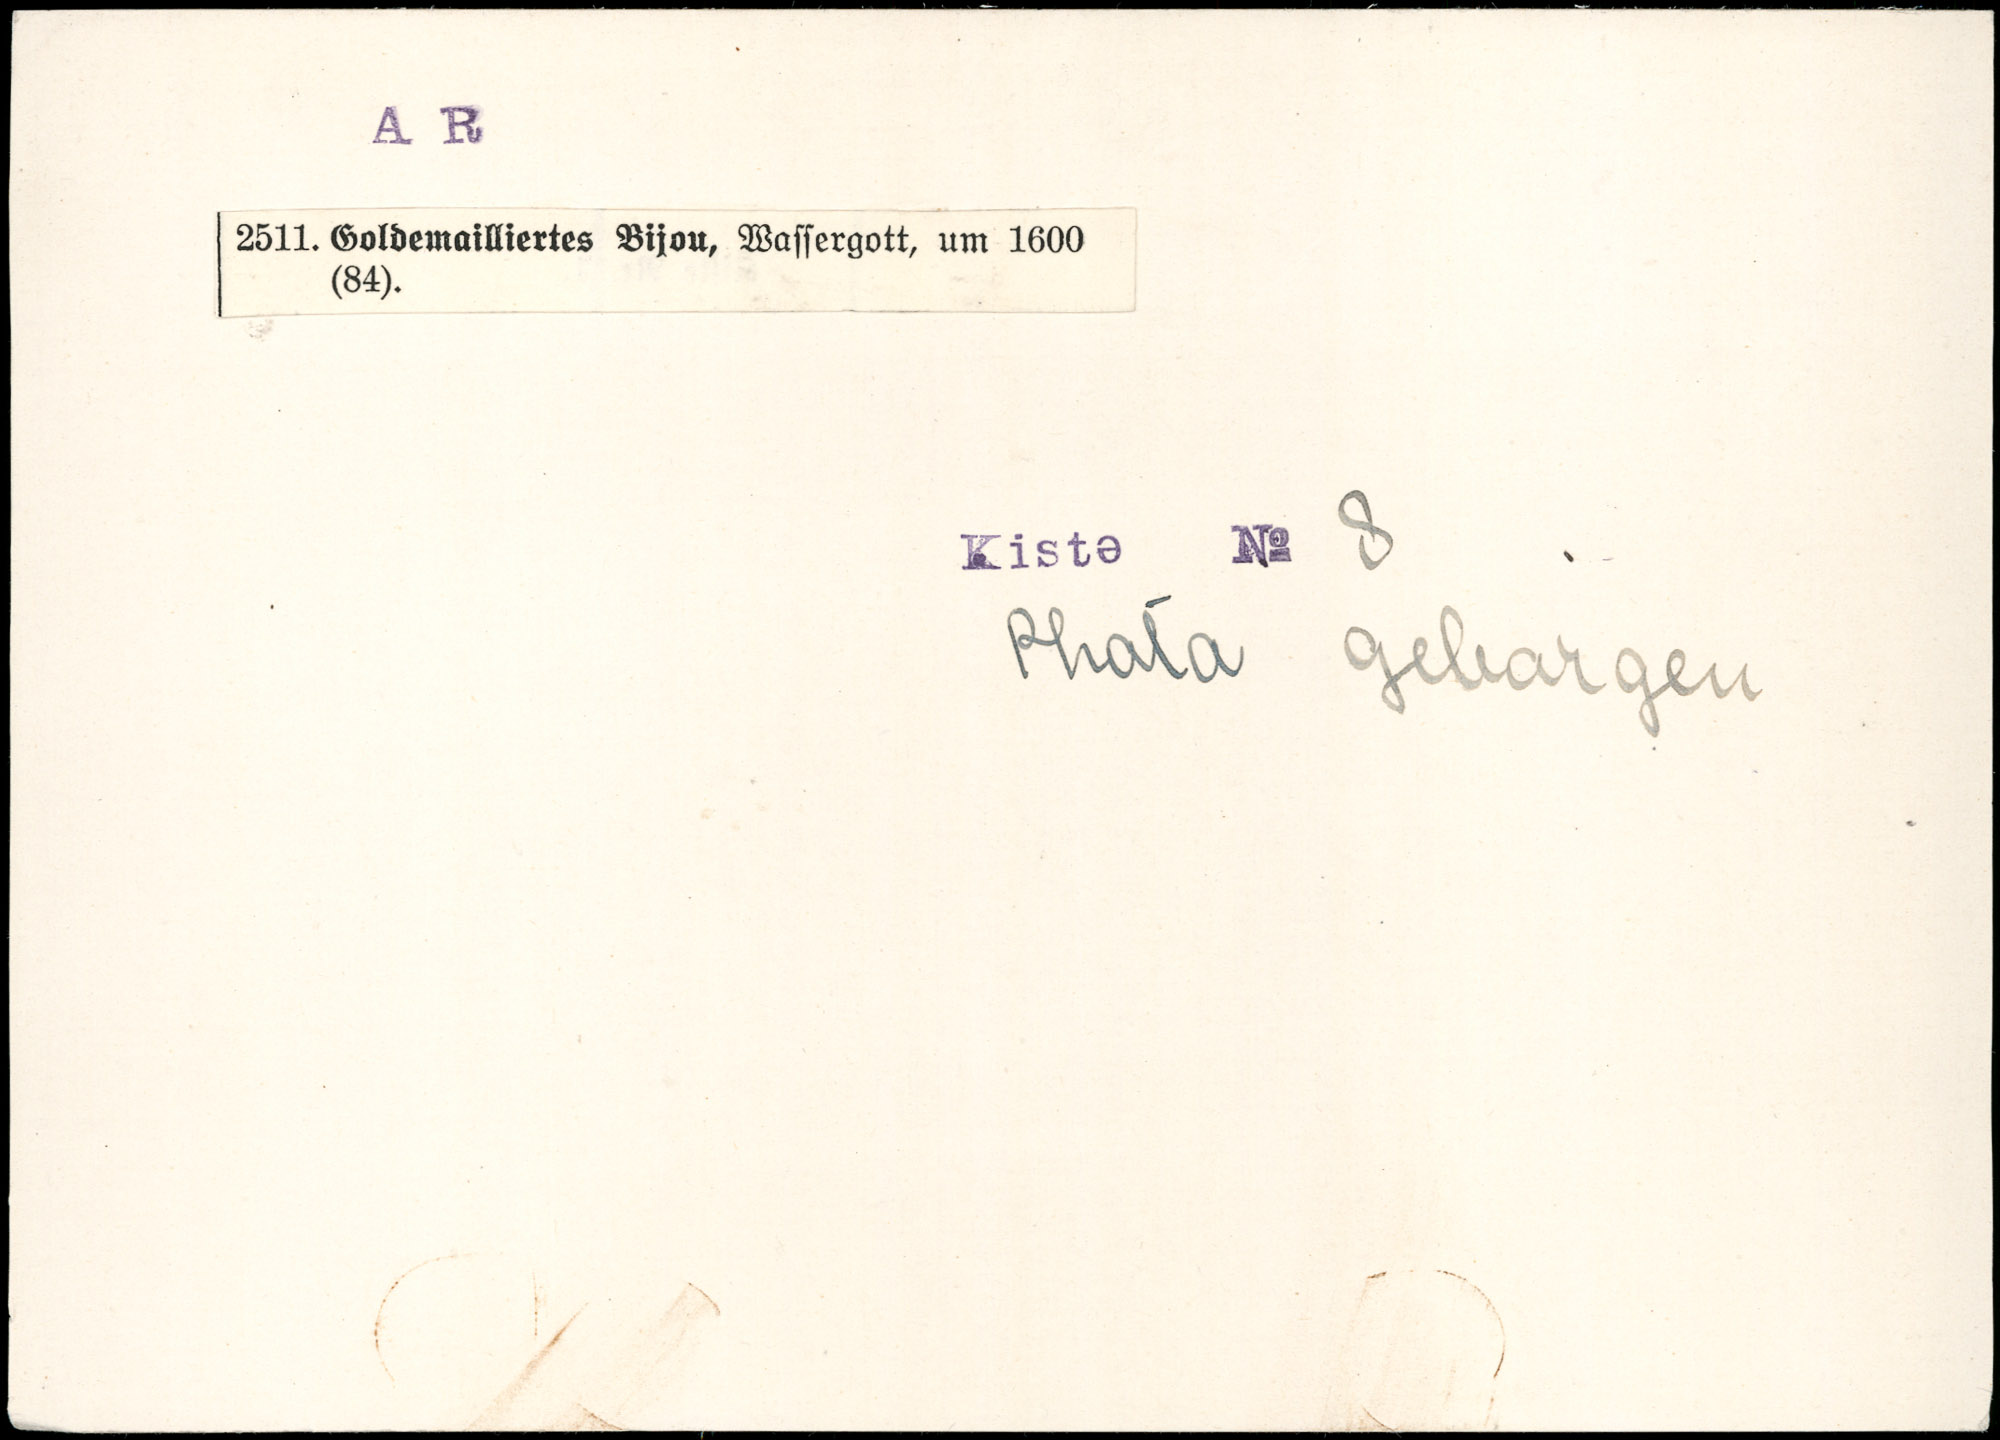 A R
2511. Goldemailliertes Bijou, Wassergott, um 1600
(84).
Kiste № 8
Photo geborgen